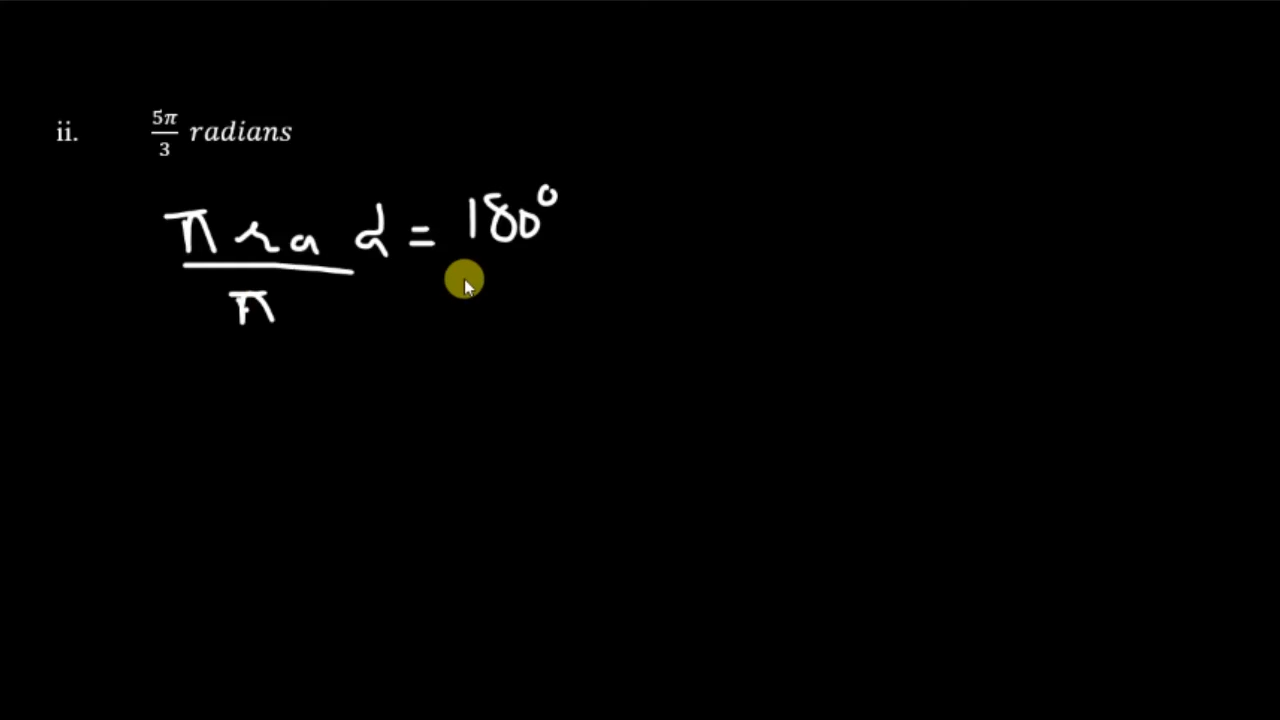 ii. 5π/3 radians
π rad = 180°
π